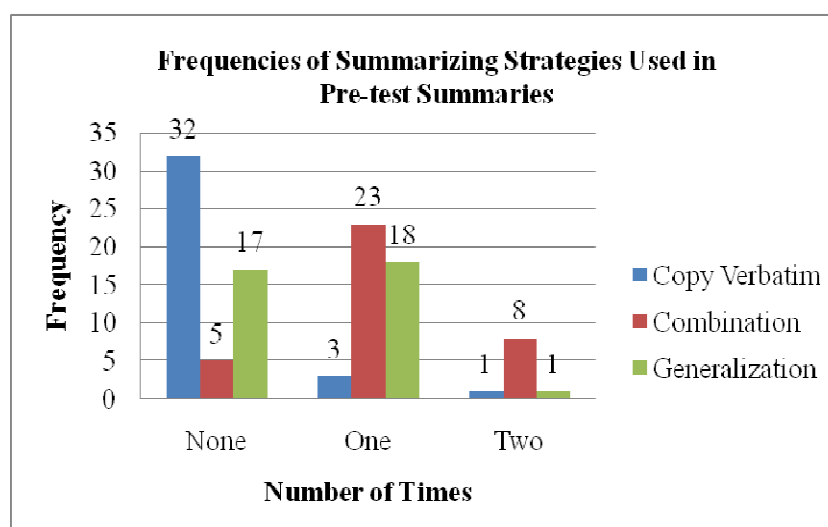 Frequencies of Summarizing Strategies Used in
Pre-test Summaries
Frequency
35
30
25
20
15
10
5
0
32
5
17
3
23
18
1
8
1
None
One
Two
Number of Times
Copy Verbatim
Combination
Generalization